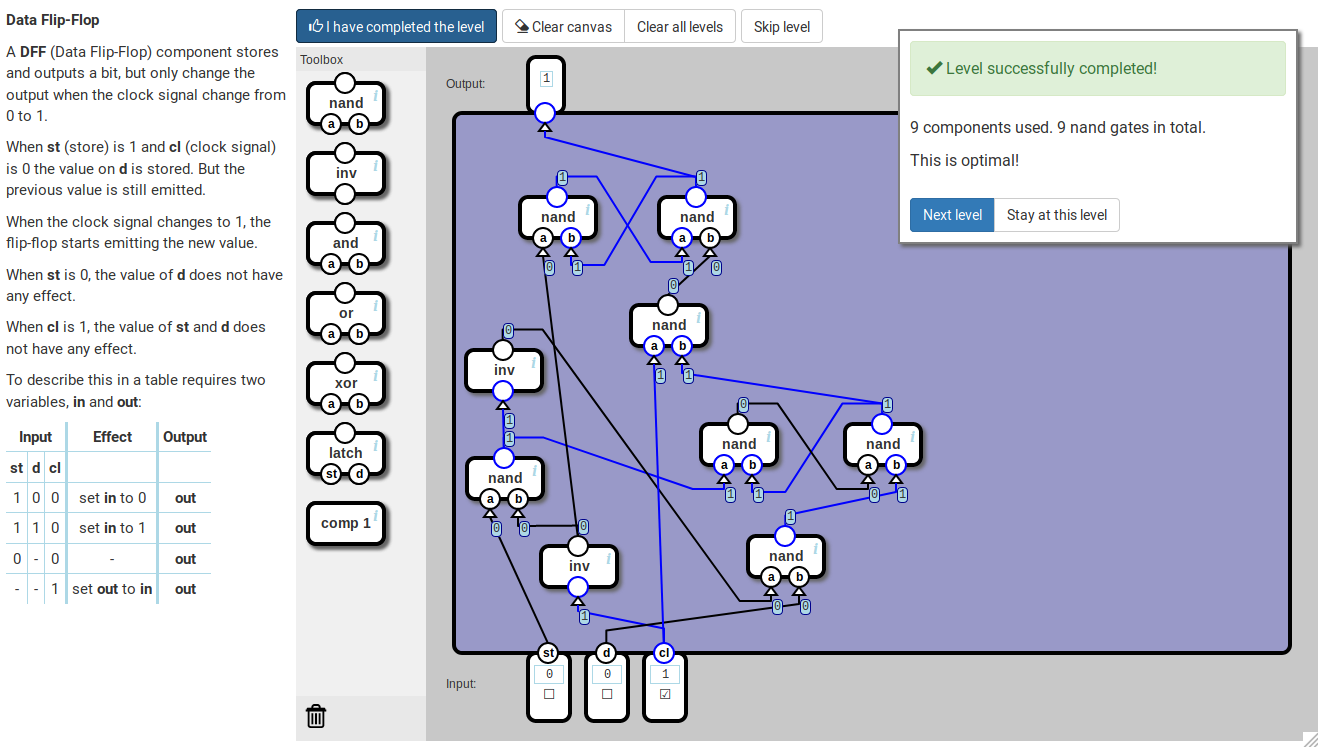 Data Flip-Flop
A DFF (Data Flip-Flop) component stores
and outputs a bit, but only change the
output when the clock signal change from
0 to 1.
When st (store) is 1 and cl (clock signal)
is 0 the value on d is stored. But the
previous value is still emitted.
When the clock signal changes to 1, the
flip-flop starts emitting the new value.
When st is 0, the value of d does not have
any effect.
When cl is 1, the value of st and d does
not have any effect.
To describe this in a table requires two
variables, in and out:
Input Effect Output
st d cl
1 0 0 set in to 0 out
1 1 0 set in to 1 out
0 - 0 - out
- - 1 set out to in out
I have completed the level
Clear canvas
Clear all levels
Skip level
Toolbox
nand i
a b
inv i
and i
a b
or i
a b
xor i
a b
latch i
st d
comp 1 i
Output:
1
1 1
nand i nand i
a b a b
0 1 1 0
0
nand i
a b
1 1
0
inv i
1
1
0 1
nand i nand i
a b a b
1 1 0 1
nand i
a b
0 0 0
1
nand i
a b
0 0
inv i
1
st d cl
Input:
0 0 1
Level successfully completed!
9 components used. 9 nand gates in total.
This is optimal!
Next level
Stay at this level